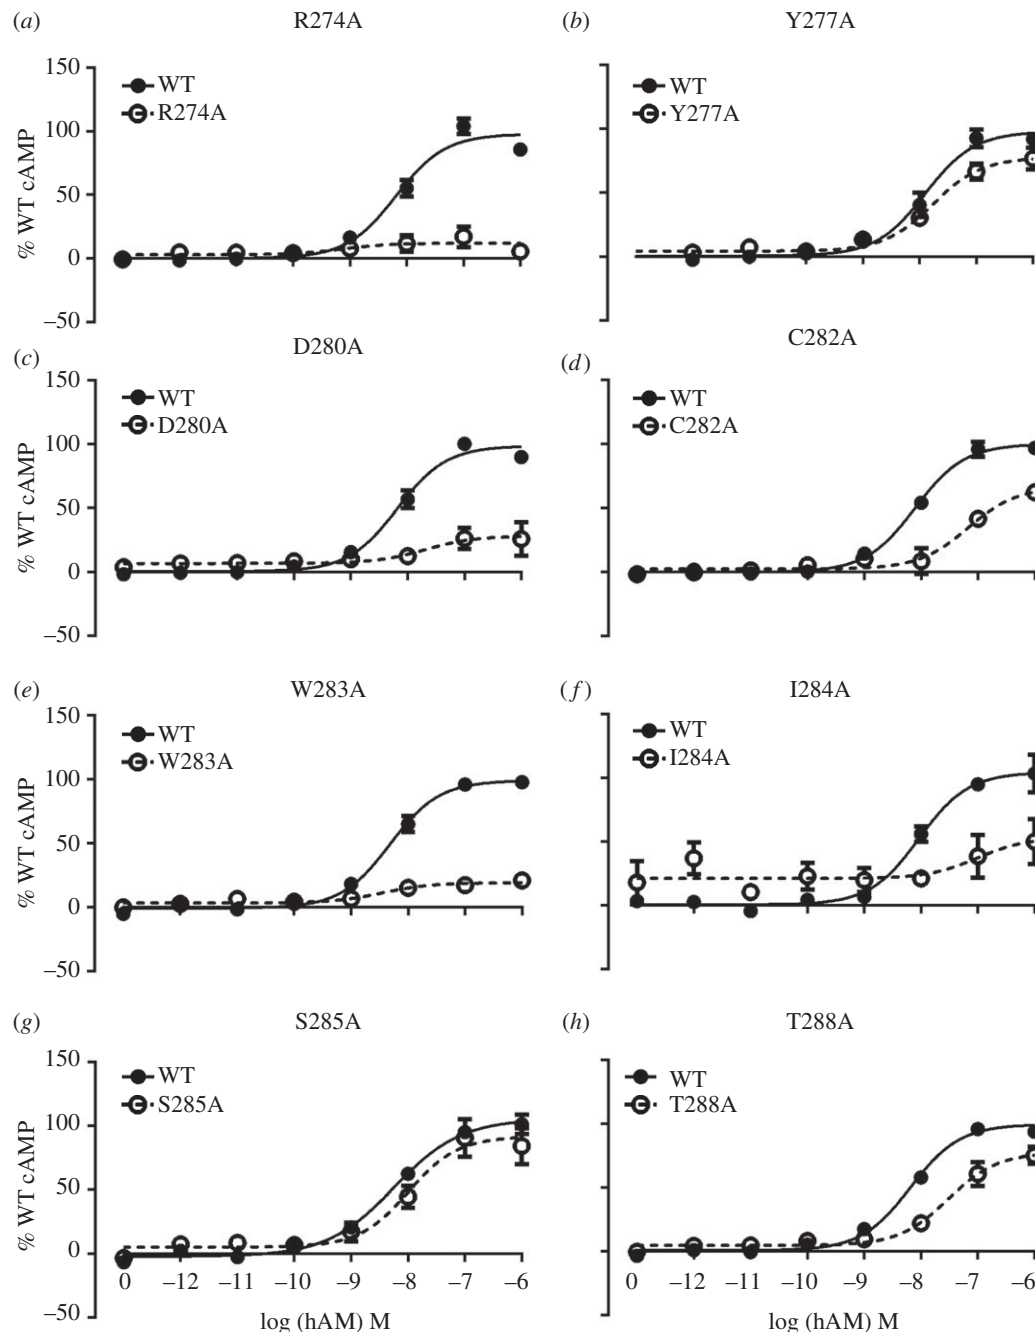 (a) R274A
(b) Y277A
150
100
50
0
–50
% WT cAMP
WT
R274A
WT
Y277A
(c) D280A
(d) C282A
150
100
50
0
–50
% WT cAMP
WT
D280A
WT
C282A
(e) W283A
(f) I284A
150
100
50
0
–50
% WT cAMP
WT
W283A
WT
I284A
(g) S285A
(h) T288A
150
100
50
0
–50
% WT cAMP
WT
S285A
WT
T288A
0 –12 –11 –10 –9 –8 –7 –6
0 –12 –11 –10 –9 –8 –7 –6
log (hAM) M
log (hAM) M